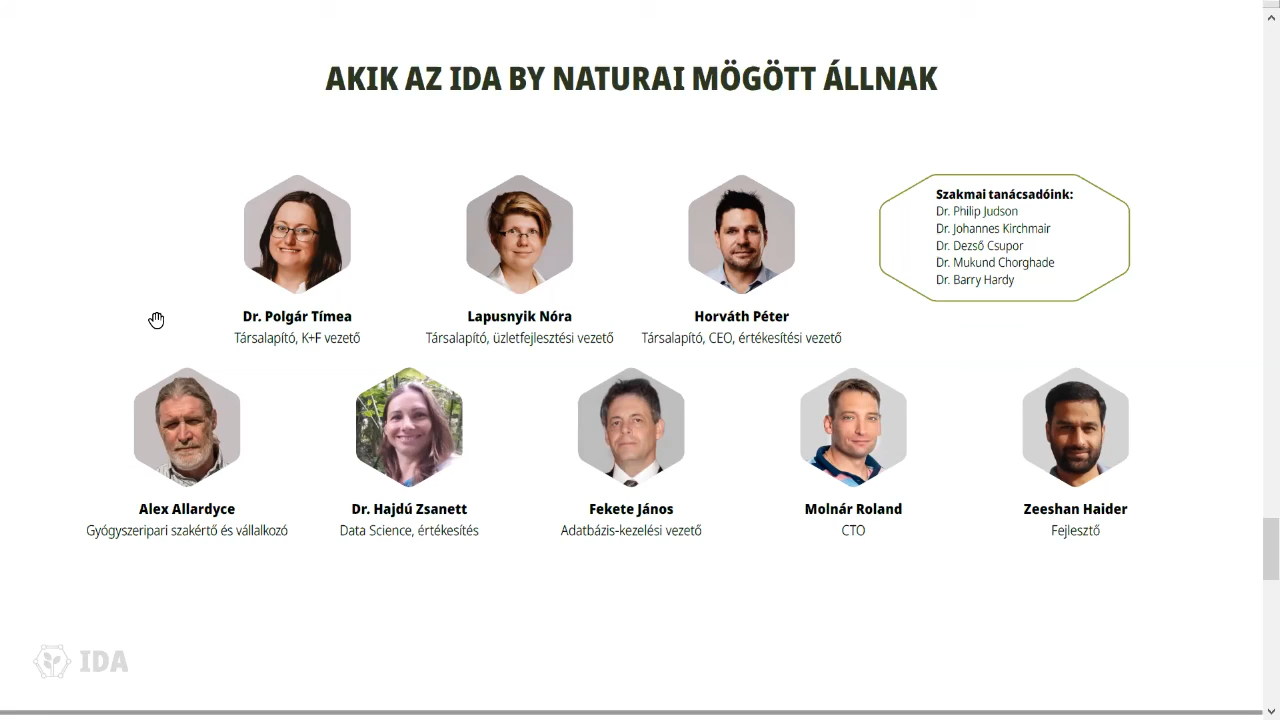 AKIK AZ IDA BY NATURAI MÖGÖTT ÁLLNAK
Dr. Polgár Tímea
Társalapító, K+F vezető
Lapusnyik Nóra
Társalapító, üzletfejlesztési vezető
Horváth Péter
Társalapító, CEO, értékesítési vezető
Szakmai tanácsadóink:
Dr. Philip Judson
Dr. Johannes Kirchmair
Dr. Dezső Csupor
Dr. Mukund Chorghade
Dr. Barry Hardy
Alex Allardyce
Gyógyszeripari szakértő és vállalkozó
Dr. Hajdú Zsanett
Data Science, értékesítés
Fekete János
Adatbázis-kezelési vezető
Molnár Roland
CTO
Zeeshan Haider
Fejlesztő
IDA